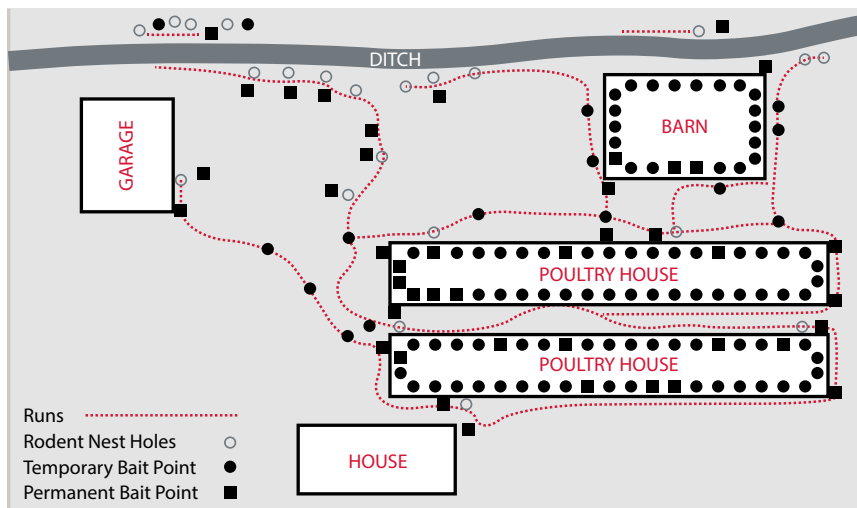 DITCH
GARAGE
BARN
POULTRY HOUSE
POULTRY HOUSE
HOUSE
Runs
Rodent Nest Holes
Temporary Bait Point
Permanent Bait Point